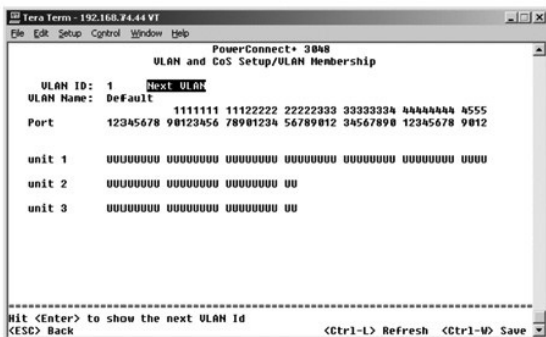 Tera Term - 192.168.74.44 VT
File Edit Setup Control Window Help
PowerConnect+ 3048
VLAN and CoS Setup/VLAN Membership
VLAN ID: 1 Next VLAN
VLAN Name: Default
1111111 11122222 22222333 33333334 44444444 4555
Port 12345678 90123456 78901234 56789012 34567890 12345678 9012
unit 1 UUUUUUUU UUUUUUUU UUUUUUUU UUUUUUUU UUUUUUUU UUUUUUUU UUUU
unit 2 UUUUUUUU UUUUUUUU UUUUUUUU UU
unit 3 UUUUUUUU UUUUUUUU UUUUUUUU UU
Hit <Enter> to show the next VLAN Id
<ESC> Back <Ctrl-L> Refresh <Ctrl-W> Save